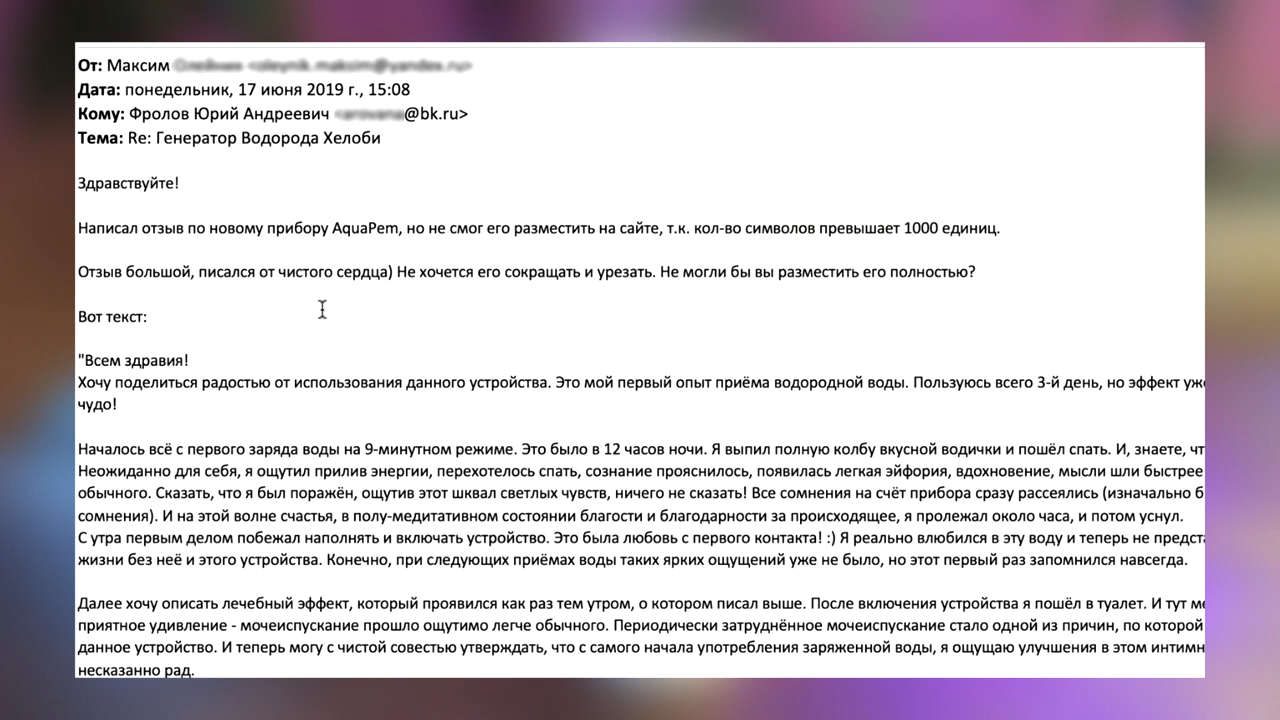 От: Максим
Дата: понедельник, 17 июня 2019 г., 15:08
Кому: Фролов Юрий Андреевич @bk.ru>
Тема: Re: Генератор Водорода Хелоби
Здравствуйте!
Написал отзыв по новому прибору AquaPem, но не смог его разместить на сайте, т.к. кол-во символов превышает 1000 единиц.
Отзыв большой, писался от чистого сердца) Не хочется его сокращать и урезать. Не могли бы вы разместить его полностью?
Вот текст:
"Всем здравия!
Хочу поделиться радостью от использования данного устройства. Это мой первый опыт приёма водородной воды. Пользуюсь всего 3-й день, но эффект
чудо!
Началось всё с первого заряда воды на 9-минутном режиме. Это было в 12 часов ночи. Я выпил полную колбу вкусной водички и пошёл спать. И, знаете,
Неожиданно для себя, я ощутил прилив энергии, перехотелось спать, сознание прояснилось, появилась легкая эйфория, вдохновение, мысли шли быстрее
обычного. Сказать, что я был поражён, ощутив этот шквал светлых чувств, ничего не сказать! Все сомнения на счёт прибора сразу рассеялись (изначально
сомнения). И на этой волне счастья, в полу-медитативном состоянии благости и благодарности за происходящее, я пролежал около часа, и потом уснул.
С утра первым делом побежал наполнять и включать устройство. Это была любовь с первого контакта! :) Я реально влюбился в эту воду и теперь не
жизни без неё и этого устройства. Конечно, при следующих приёмах воды таких ярких ощущений уже не было, но этот первый раз запомнился навсегда.
Далее хочу описать лечебный эффект, который проявился как раз тем утром, о котором писал выше. После включения устройства я пошёл в туалет. И тут
приятное удивление - мочеиспускание прошло ощутимо легче обычного. Периодически затруднённое мочеиспускание стало одной из причин, по которой
данное устройство. И теперь могу с чистой совестью утверждать, что с самого начала употребления заряженной воды, я ощущаю улучшения в этом
несказанно рад.